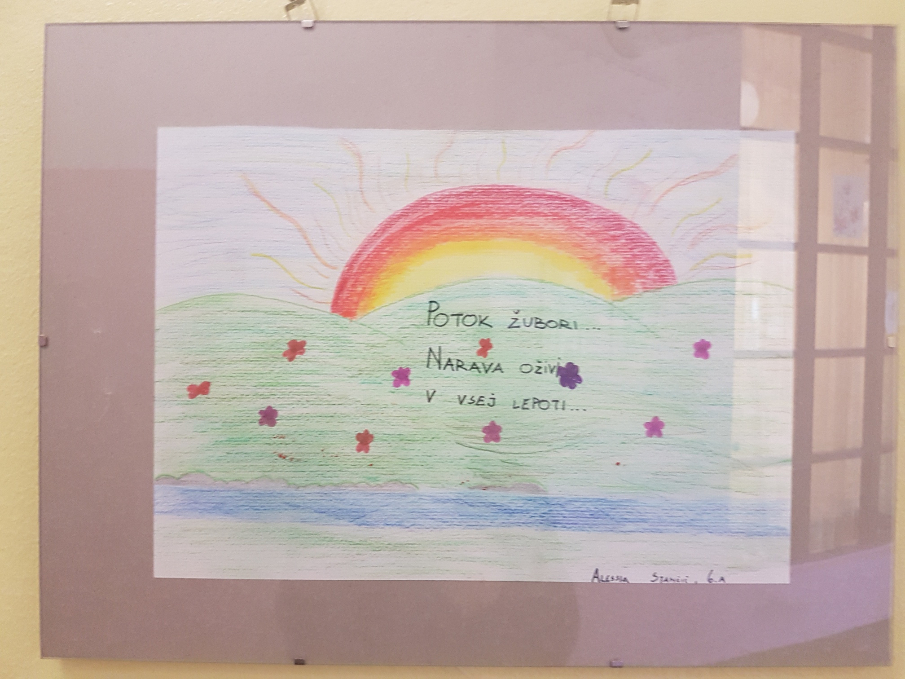 POTOK ŽUBORI...
NARAVA OŽIVI
V VSEJ LEPOTI...
ALESSIA 6.A